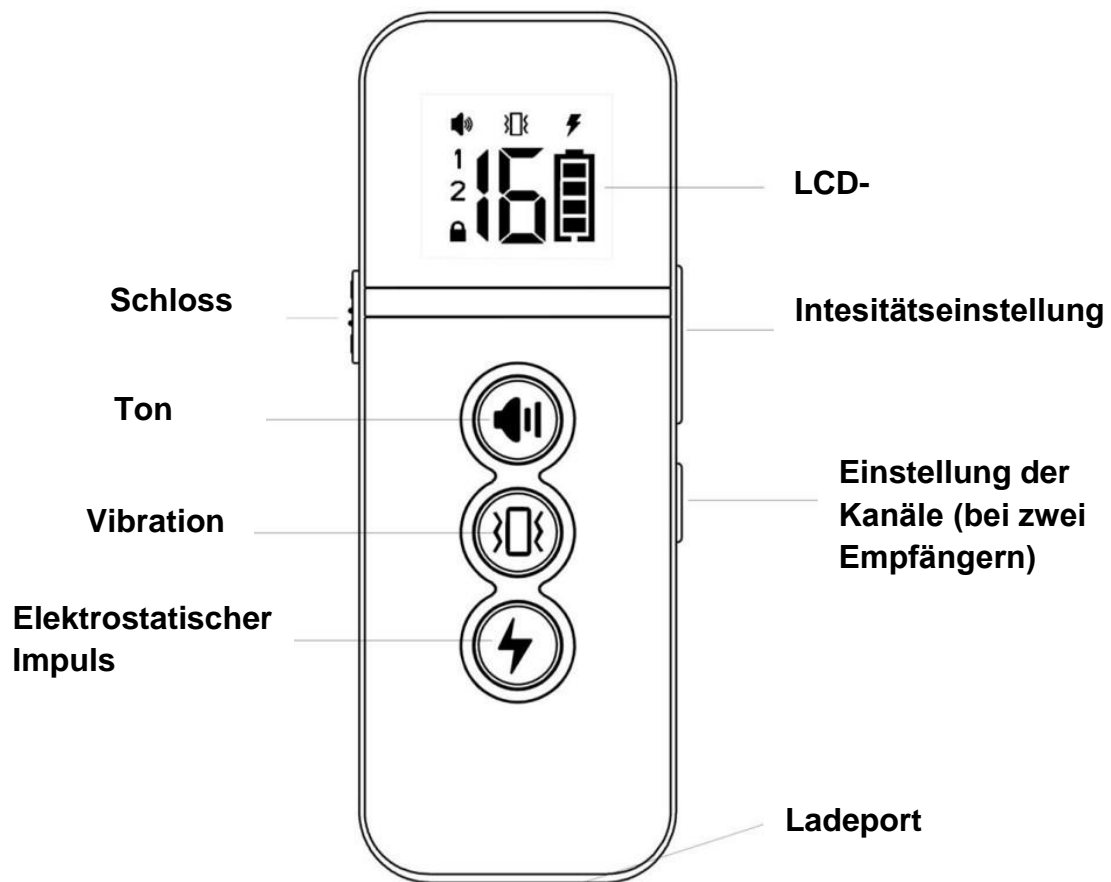 1
2
16
LCD-
Schloss
Intesitätseinstellung
Ton
Einstellung der
Kanäle (bei zwei
Empfängern)
Vibration
Elektrostatischer
Impuls
Ladeport